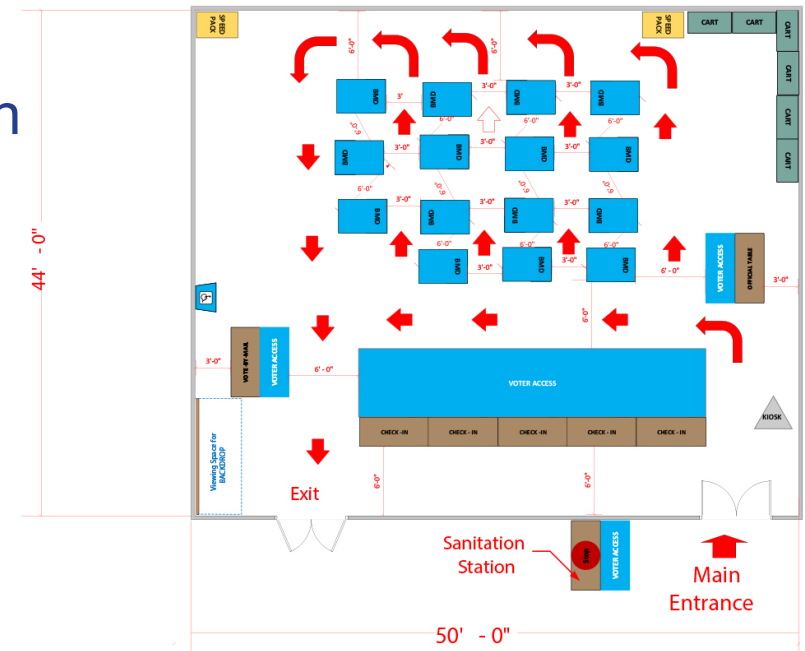 n
SPEED
PACK
6'-0"
6'-0"
SPEED
PACK
CART
CART
CART
CART
CART
CART
BMD
3'
BMD
3'-0"
BMD
3'-0"
BMD
6'-0"
6'-0"
6'-0"
BMD
3'-0"
BMD
3'-0"
BMD
3'-0"
BMD
6'-0"
6'-0"
6'-0"
BMD
3'-0"
BMD
3'-0"
BMD
3'-0"
BMD
6'-0"
6'-0"
6'-0"
BMD
3'-0"
BMD
3'-0"
BMD
6' - 0"
VOTER ACCESS
OFFICIAL TABLE
3'-0"
44' - 0"
6'-0"
3'-0"
VOTE-BY-MAIL
VOTER ACCESS
6' - 0"
VOTER ACCESS
CHECK -IN
CHECK - IN
CHECK - IN
CHECK - IN
CHECK - IN
KIOSK
Viewing Space for
BACKDROP
6'-0"
6'-0"
Exit
Sanitation
Station
Stop
VOTER ACCESS
Main
Entrance
50' - 0"